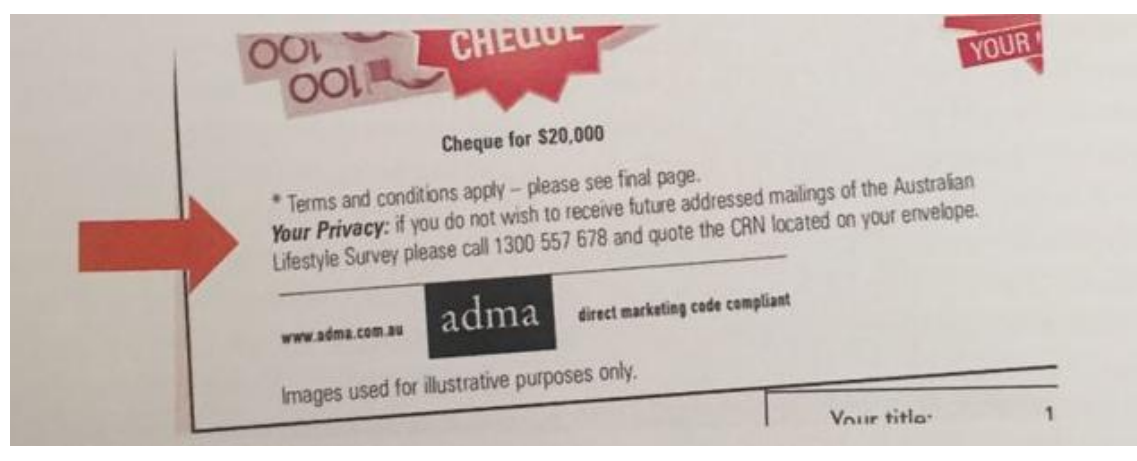 100
100
CHEQUE
YOUR
Cheque for $20,000
* Terms and conditions apply – please see final page.
Your Privacy: if you do not wish to receive future addressed mailings of the Australian
Lifestyle Survey please call 1300 557 678 and quote the CRN located on your envelope.
www.adma.com.au
adma
direct marketing code compliant
Images used for illustrative purposes only.
Your title:
1